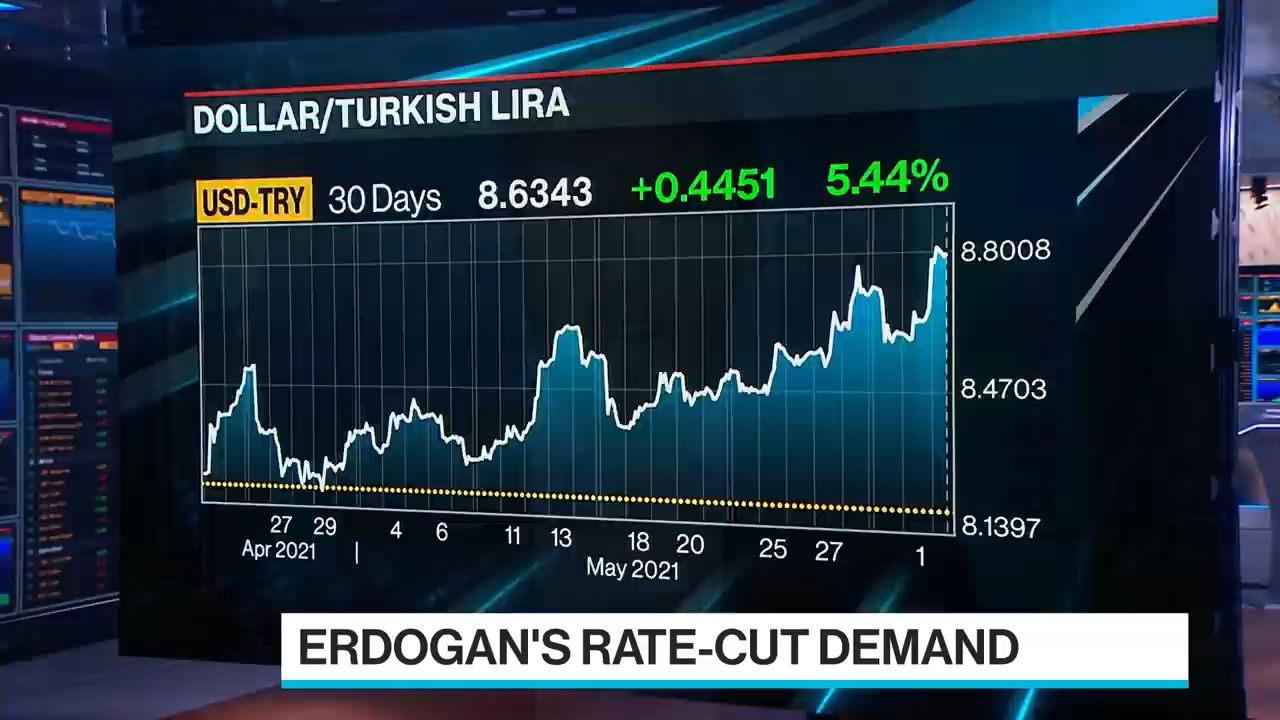 DOLLAR/TURKISH LIRA
USD-TRY 30 Days 8.6343 +0.4451 5.44%
8.8008
8.4703
8.1397
27 29 4 6 11 13 18 20 25 27 1
Apr 2021 | May 2021
ERDOGAN'S RATE-CUT DEMAND